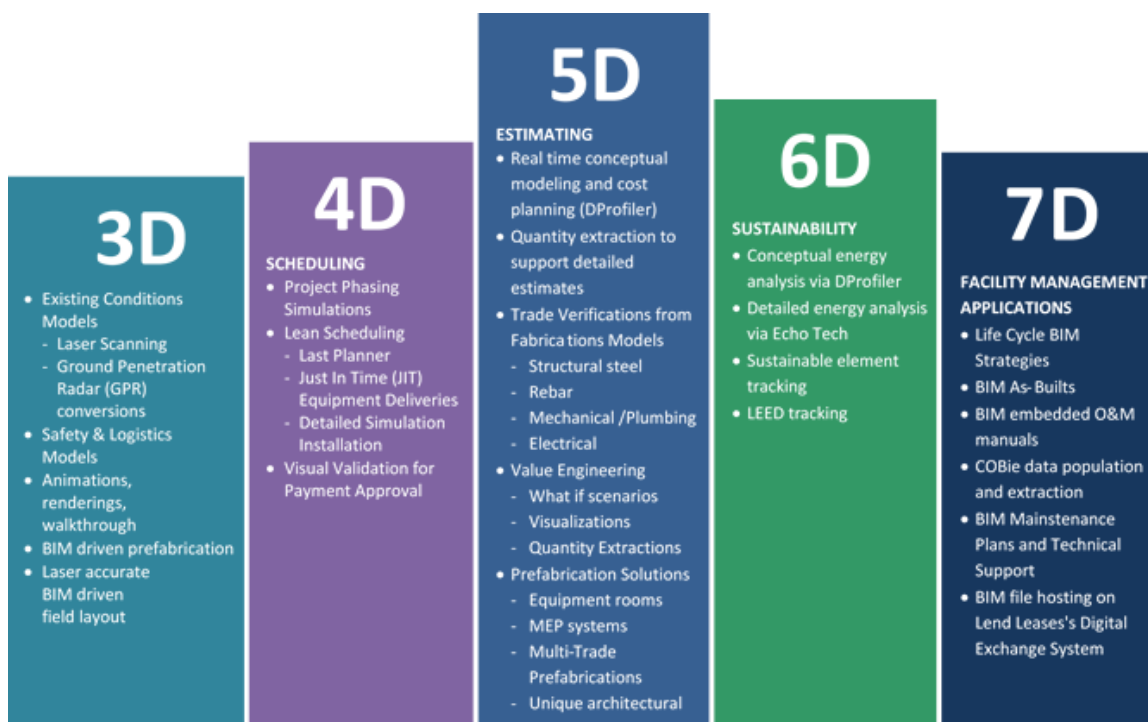 3D
• Existing Conditions
Models
- Laser Scanning
- Ground Penetration
Radar (GPR)
conversions
• Safety & Logistics
Models
• Animations,
renderings,
walkthrough
• BIM driven prefabrication
• Laser accurate
BIM driven
field layout
4D
SCHEDULING
• Project Phasing
Simulations
• Lean Scheduling
- Last Planner
- Just In Time (JIT)
Equipment Deliveries
- Detailed Simulation
Installation
• Visual Validation for
Payment Approval
5D
ESTIMATING
• Real time conceptual
modeling and cost
planning (DProfiler)
• Quantity extraction to
support detailed
estimates
• Trade Verifications from
Fabrications Models
- Structural steel
- Rebar
- Mechanical /Plumbing
- Electrical
• Value Engineering
- What if scenarios
- Visualizations
- Quantity Extractions
• Prefabrication Solutions
- Equipment rooms
- MEP systems
- Multi-Trade
Prefabrications
- Unique architectural
6D
SUSTAINABILITY
• Conceptual energy
analysis via DProfiler
• Detailed energy analysis
via Echo Tech
• Sustainable element
tracking
• LEED tracking
7D
FACILITY MANAGEMENT
APPLICATIONS
• Life Cycle BIM
Strategies
• BIM As-Builts
• BIM embedded O&M
manuals
• COBie data population
and extraction
• BIM Mainstenance
Plans and Technical
Support
• BIM file hosting on
Lend Leases's Digital
Exchange System